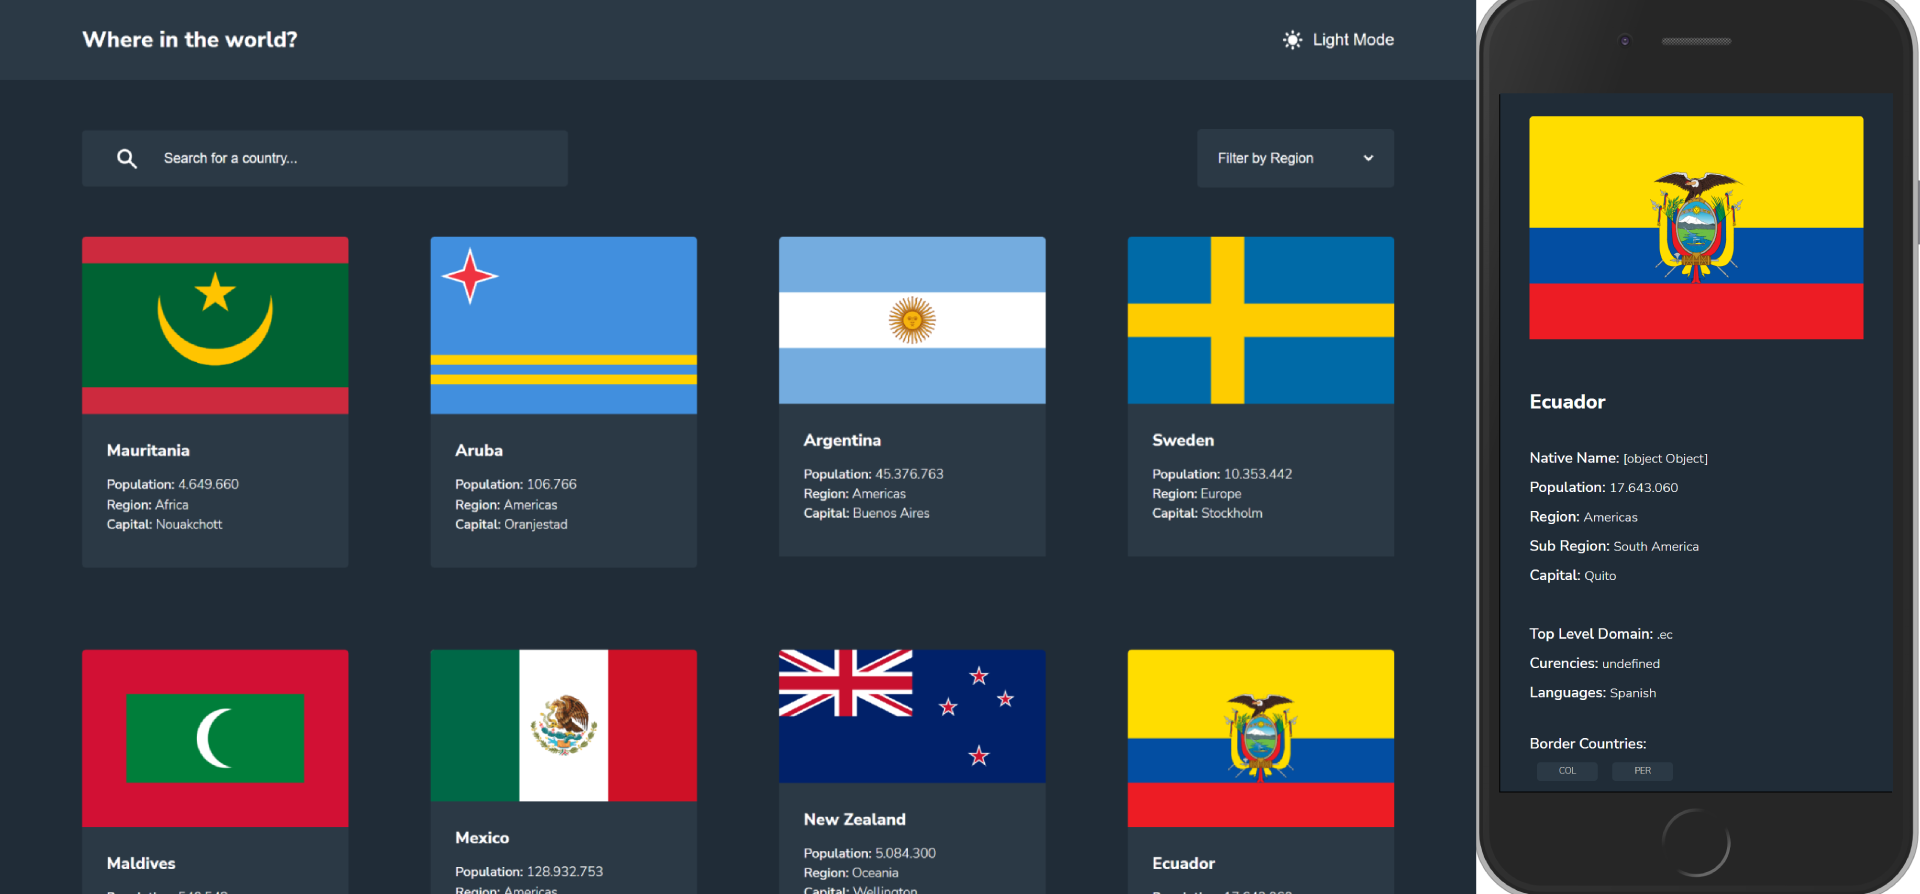 Where in the world?
Light Mode
Search for a country...
Filter by Region
Mauritania
Population: 4.649.660
Region: Africa
Capital: Nouakchott
Aruba
Population: 106.766
Region: Americas
Capital: Oranjestad
Argentina
Population: 45.376.763
Region: Americas
Capital: Buenos Aires
Sweden
Population: 10.353.442
Region: Europe
Capital: Stockholm
Maldives
Mexico
Population: 128.932.753
Region: Americas
New Zealand
Population: 5.084.300
Region: Oceania
Capital: Wellington
Ecuador
Ecuador
Native Name: [object Object]
Population: 17.643.060
Region: Americas
Sub Region: South America
Capital: Quito
Top Level Domain: .ec
Curencies: undefined
Languages: Spanish
Border Countries:
COL
PER